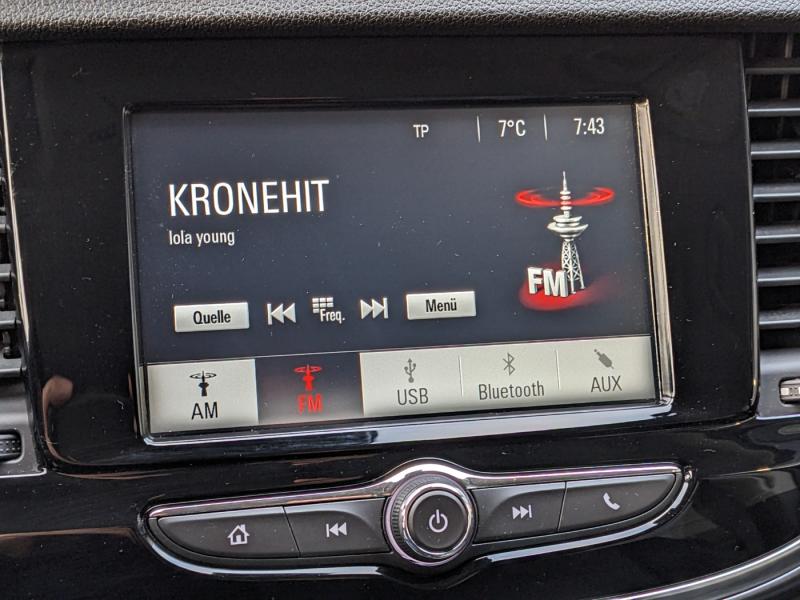 TP 7°C 7:43
KRONEHIT
lola young
FM
Quelle Freq. Menü
AM FM USB Bluetooth AUX